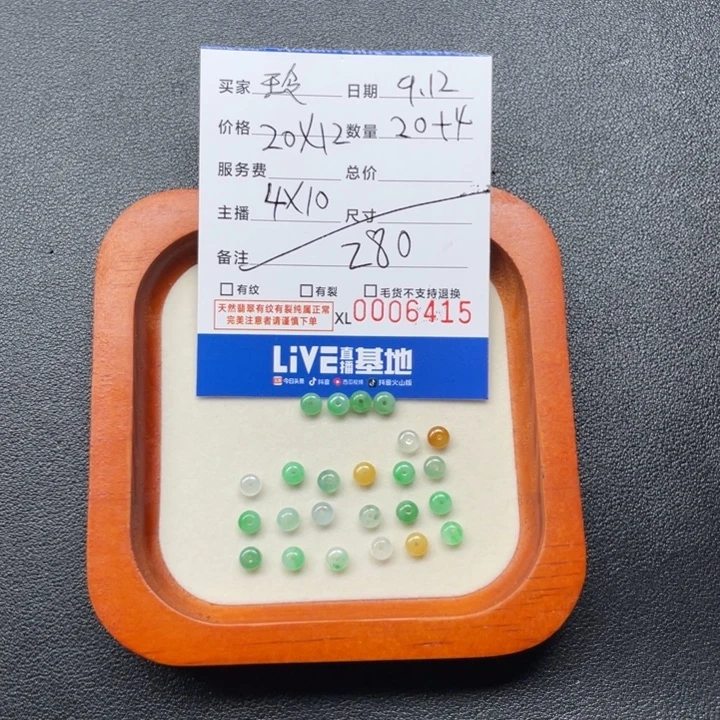 买家 日期 9.12
价格 20X12 数量 20+4
服务费 总价
主播 4X10 尺寸
备注 280
有纹 有裂 毛货不支持退换
天然翡翠有纹有裂纯属正常
完美注意者请谨慎下单
XL0006415
LiVE直播基地
今日头条 抖音 西瓜视频 抖音火山版